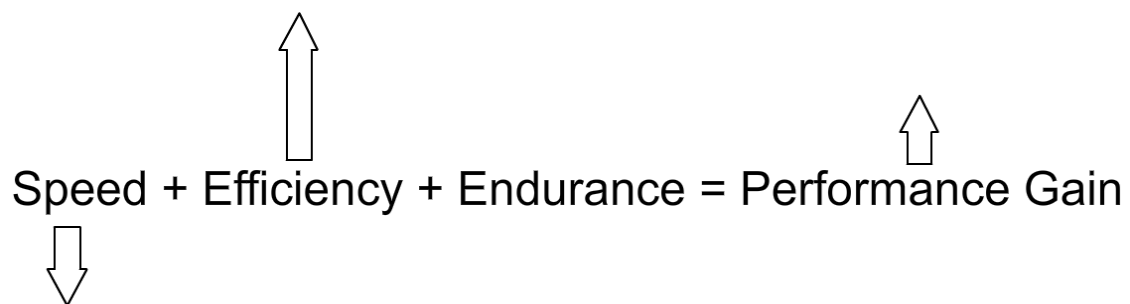 Speed + Efficiency + Endurance = Performance Gain